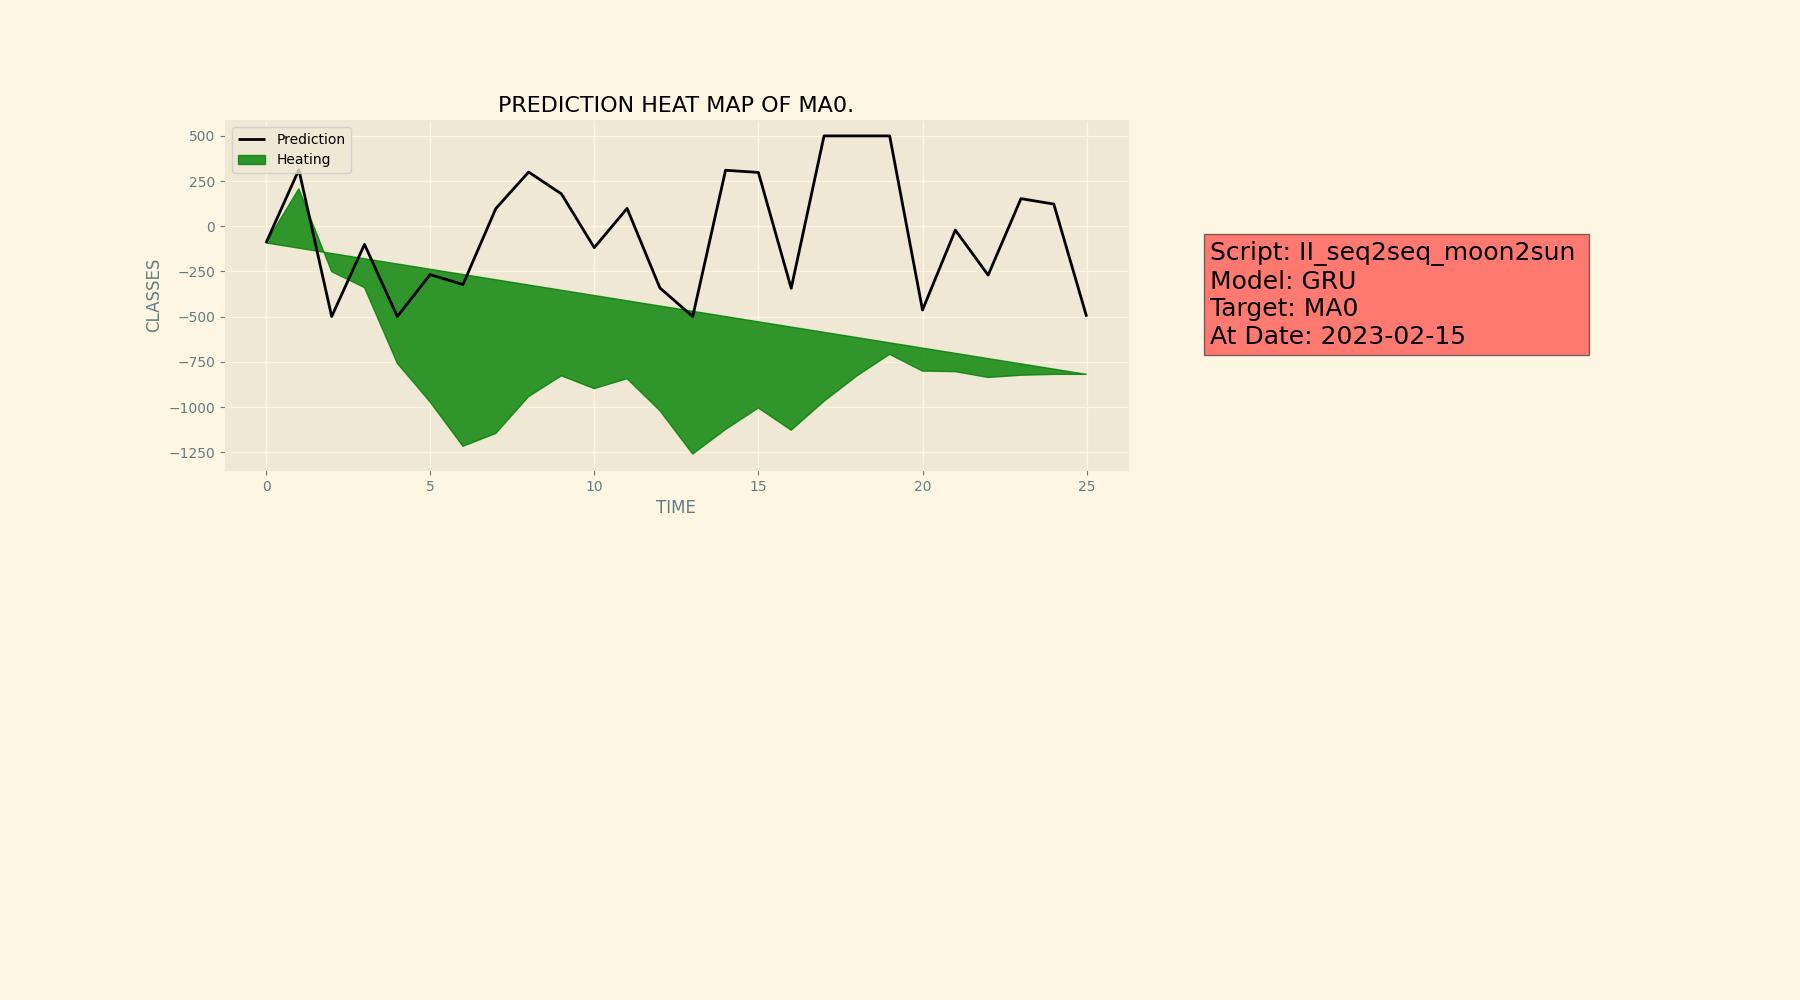 PREDICTION HEAT MAP OF MA0.
Prediction
Heating
500
250
0
−250
−500
−750
−1000
−1250
CLASSES
0 5 10 15 20 25
TIME
Script: II_seq2seq_moon2sun
Model: GRU
Target: MA0
At Date: 2023-02-15